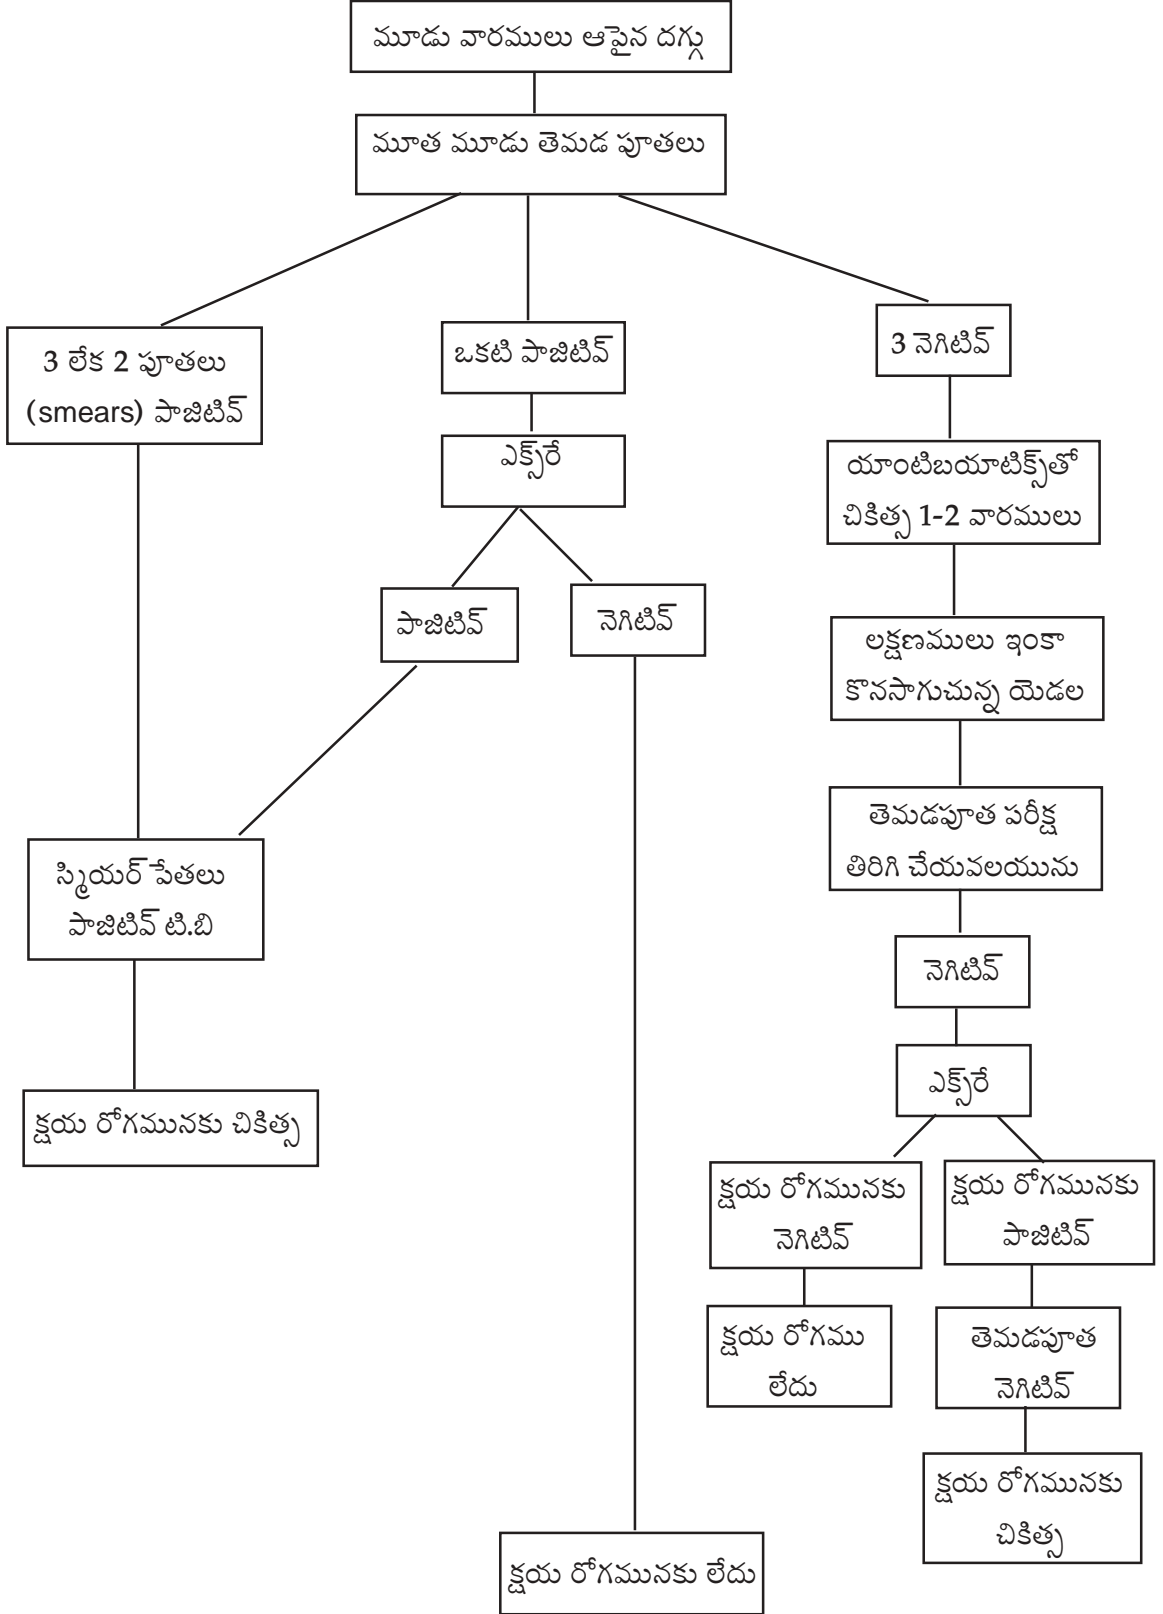 మూడు వారములు ఆపైన దగ్గు
మూత మూడు తెమడ పూతలు
3 లేక 2 పూతలు
(smears) పాజిటివ్
ఒకటి పాజిటివ్
3 నెగిటివ్
ఎక్స్‌రే
యాంటిబయాటిక్స్‌తో
చికిత్స 1-2 వారములు
పాజిటివ్
నెగిటివ్
లక్షణములు ఇంకా
కొనసాగుచున్న యెడల
తెమడపూత పరీక్ష
తిరిగి చేయవలయును
స్మియర్ పేతలు
పాజిటివ్ టి.బి
నెగిటివ్
ఎక్స్‌రే
క్షయ రోగమునకు చికిత్స
క్షయ రోగమునకు
నెగిటివ్
క్షయ రోగమునకు
పాజిటివ్
క్షయ రోగము
లేదు
తెమడపూత
నెగిటివ్
క్షయ రోగమునకు
చికిత్స
క్షయ రోగమునకు లేదు